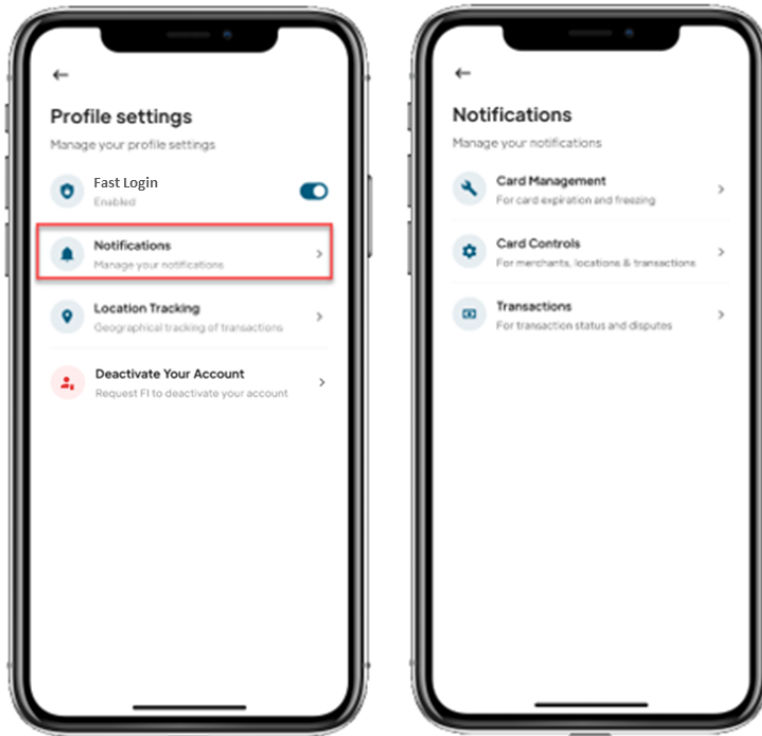 Profile settings
Manage your profile settings
Fast Login
Enabled
Notifications
Manage your notifications
Location Tracking
Geographical tracking of transactions
Deactivate Your Account
Request FI to deactivate your account
Notifications
Manage your notifications
Card Management
For card expiration and freezing
Card Controls
For merchants, locations & transactions
Transactions
For transaction status and disputes